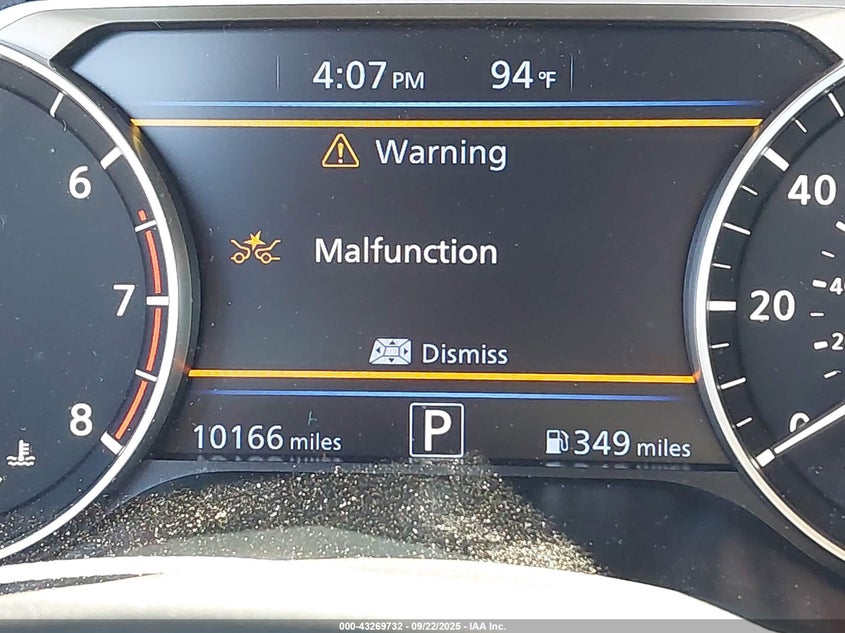 4:07 PM 94 °F
Warning
Malfunction
Dismiss
10166 miles P 349 miles
6
7
8
40
20
0
000-43269732 - 09/22/2025 - IAA Inc.